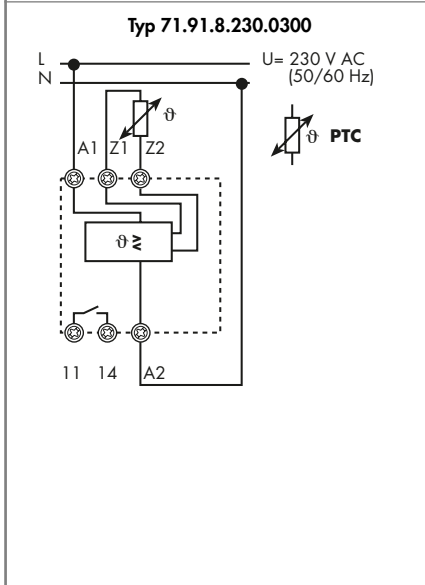 Typ 71.91.8.230.0300
L
U= 230 V AC
N
(50/60 Hz)
ϑ
ϑ PTC
A1 Z1 Z2
ϑ ≷
11 14 A2